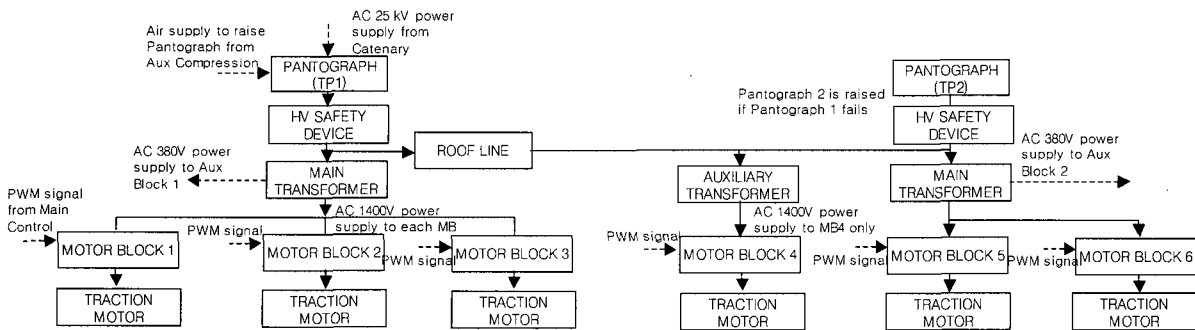 Air supply to raise
Pantograph from
Aux Compression
AC 25 kV power
supply from
Catenary
PANTOGRAPH
(TP1)
PANTOGRAPH
(TP2)
Pantograph 2 is raised
if Pantograph 1 fails
HV SAFETY
DEVICE
HV SAFETY
DEVICE
ROOF LINE
AC 380V power
supply to Aux
Block 1
MAIN
TRANSFORMER
AUXILIARY
TRANSFORMER
MAIN
TRANSFORMER
AC 380V power
supply to Aux
Block 2
PWM signal
from Main
Control
AC 1400V power
supply to each MB
AC 1400V power
supply to MB4 only
MOTOR BLOCK 1
PWM signal
MOTOR BLOCK 2
PWM signal
MOTOR BLOCK 3
PWM signal
MOTOR BLOCK 4
PWM signal
MOTOR BLOCK 5
PWM signal
MOTOR BLOCK 6
TRACTION
MOTOR
TRACTION
MOTOR
TRACTION
MOTOR
TRACTION
MOTOR
TRACTION
MOTOR
TRACTION
MOTOR